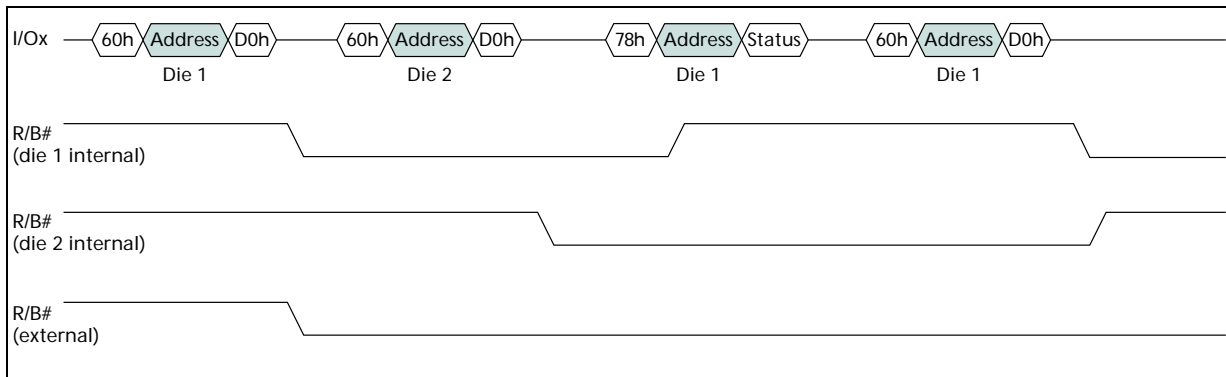 I/Ox 60h Address D0h 60h Address D0h 78h Address Status 60h Address D0h
Die 1 Die 2 Die 1 Die 1
R/B#
(die 1 internal)
R/B#
(die 2 internal)
R/B#
(external)